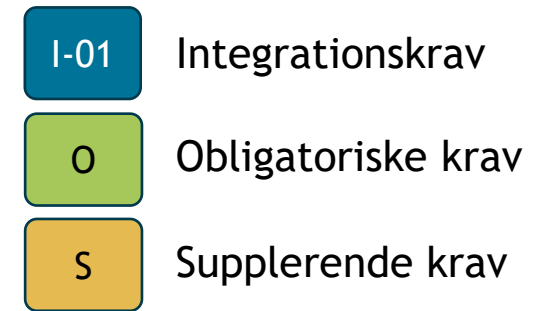 I-01 Integrationskrav
O Obligatoriske krav
S Supplerende krav